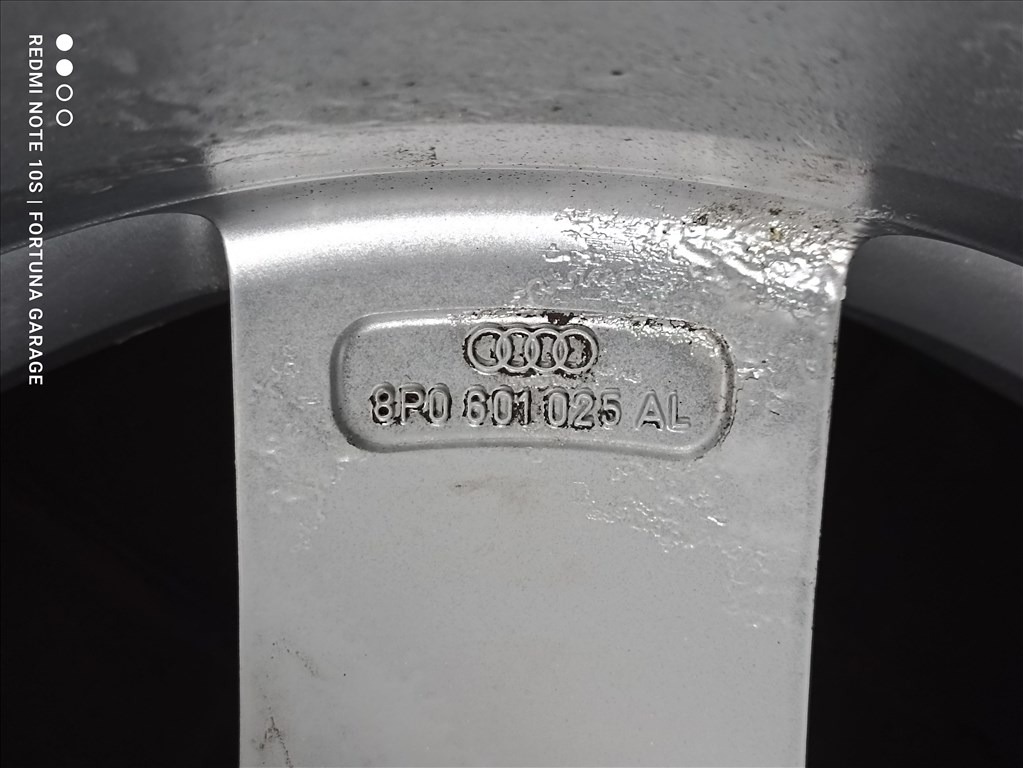 REDMI NOTE 10S | FORTUNA GARAGE
8P0 601 025 AL